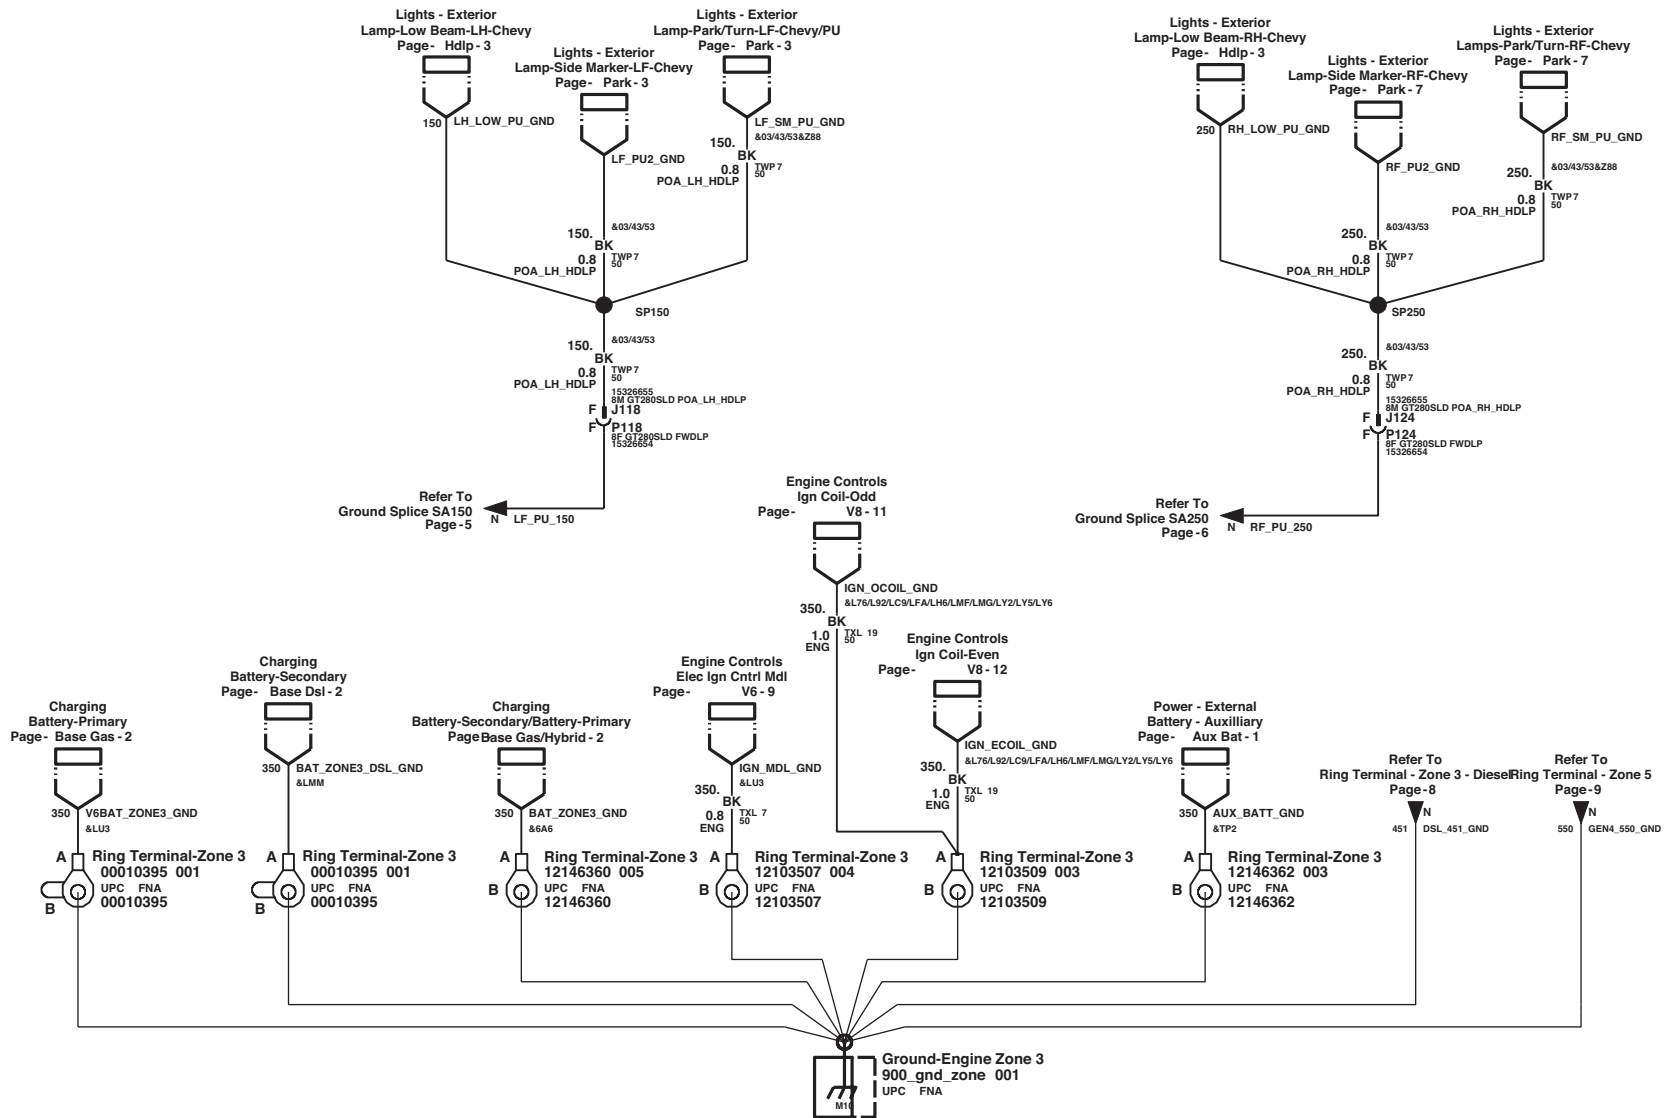 Lights - Exterior
Lamp-Low Beam-LH-Chevy
Page- Hdlp - 3
150 LH_LOW_PU_GND
Lights - Exterior
Lamp-Side Marker-LF-Chevy
Page- Park - 3
LF_PU2_GND
&03/43/53
150.
BK
0.8
TWP 7
50
POA_LH_HDLP
Lights - Exterior
Lamp-Park/Turn-LF-Chevy/PU
Page- Park - 3
LF_SM_PU_GND
&03/43/53&Z88
150.
BK
0.8
TWP 7
50
POA_LH_HDLP
SP150
&03/43/53
150.
BK
0.8
TWP 7
50
POA_LH_HDLP
15326655
8M GT280SLD POA_LH_HDLP
F J118
F P118
8F GT280SLD FWDLP
15326654
Refer To
Ground Splice SA150
Page - 5
N LF_PU_150
Lights - Exterior
Lamp-Low Beam-RH-Chevy
Page- Hdlp - 3
250 RH_LOW_PU_GND
Lights - Exterior
Lamp-Side Marker-RF-Chevy
Page- Park - 7
RF_PU2_GND
&03/43/53
250.
BK
0.8
TWP 7
50
POA_RH_HDLP
Lights - Exterior
Lamps-Park/Turn-RF-Chevy
Page- Park - 7
RF_SM_PU_GND
&03/43/53&Z88
250.
BK
0.8
TWP 7
50
POA_RH_HDLP
SP250
&03/43/53
250.
BK
0.8
TWP 7
50
POA_RH_HDLP
15326655
8M GT280SLD POA_RH_HDLP
F J124
F P124
8F GT280SLD FWDLP
15326654
Refer To
Ground Splice SA250
Page - 6
N RF_PU_250
Engine Controls
Ign Coil-Odd
Page- V8 - 11
IGN_OCOIL_GND
&L76/L92/LC9/LFA/LH6/LMF/LMG/LY2/LY5/LY6
350.
BK
1.0
TXL 19
50
ENG
Charging
Battery-Primary
Page- Base Gas - 2
350 V6BAT_ZONE3_GND
&LU3
A Ring Terminal-Zone 3
00010395 001
UPC FNA
00010395
B
Charging
Battery-Secondary
Page- Base Dsl - 2
350 BAT_ZONE3_DSL_GND
&LMM
A Ring Terminal-Zone 3
00010395 001
UPC FNA
00010395
B
Charging
Battery-Secondary/Battery-Primary
Page- Base Gas/Hybrid - 2
350 BAT_ZONE3_GND
&6A6
A Ring Terminal-Zone 3
12146360 005
B UPC FNA
12146360
Engine Controls
Elec Ign Cntrl Mdl
Page- V6 - 9
IGN_MDL_GND
&LU3
350.
BK
0.8
TXL 7
50
ENG
A Ring Terminal-Zone 3
12103507 004
B UPC FNA
12103507
Engine Controls
Ign Coil-Even
Page- V8 - 12
IGN_ECOIL_GND
&L76/L92/LC9/LFA/LH6/LMF/LMG/LY2/LY5/LY6
350.
BK
1.0
TXL 19
50
ENG
A Ring Terminal-Zone 3
12103509 003
B UPC FNA
12103509
Power - External
Battery - Auxilliary
Page- Aux Bat - 1
350 AUX_BATT_GND
&TP2
A Ring Terminal-Zone 3
12146362 003
B UPC FNA
12146362
Refer To
Ring Terminal - Zone 3 - Diesel
Page - 8
N
451 DSL_451_GND
Refer To
Ring Terminal - Zone 5
Page - 9
N
550 GEN4_550_GND
Ground-Engine Zone 3
900_gnd_zone 001
UPC FNA